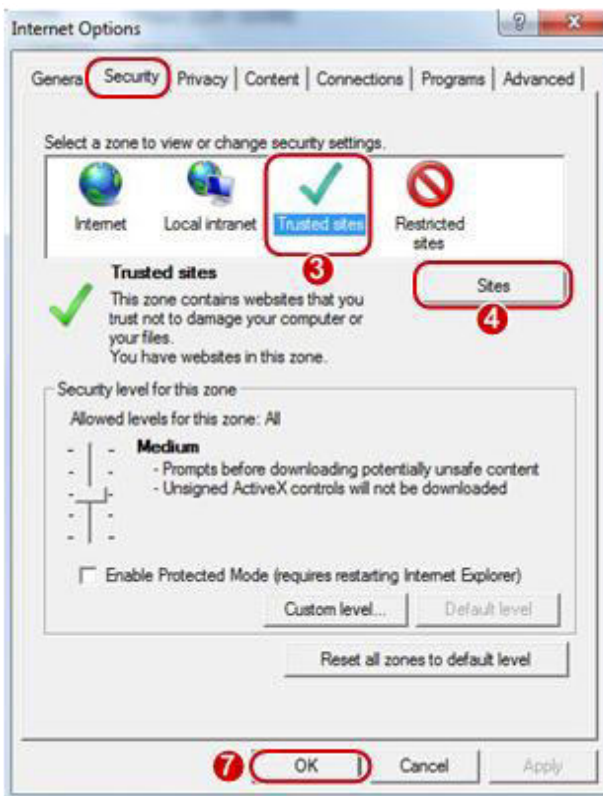 Internet Options
General Security Privacy Content Connections Programs Advanced
Select a zone to view or change security settings.
Internet
Local intranet
Trusted sites
Restricted
sites
3
Trusted sites
Sites
4
This zone contains websites that you
trust not to damage your computer or
your files.
You have websites in this zone.
Security level for this zone
Allowed levels for this zone: All
Medium
- Prompts before downloading potentially unsafe content
- Unsigned ActiveX controls will not be downloaded
Enable Protected Mode (requires restarting Internet Explorer)
Custom level... Default level
Reset all zones to default level
7 OK Cancel Apply